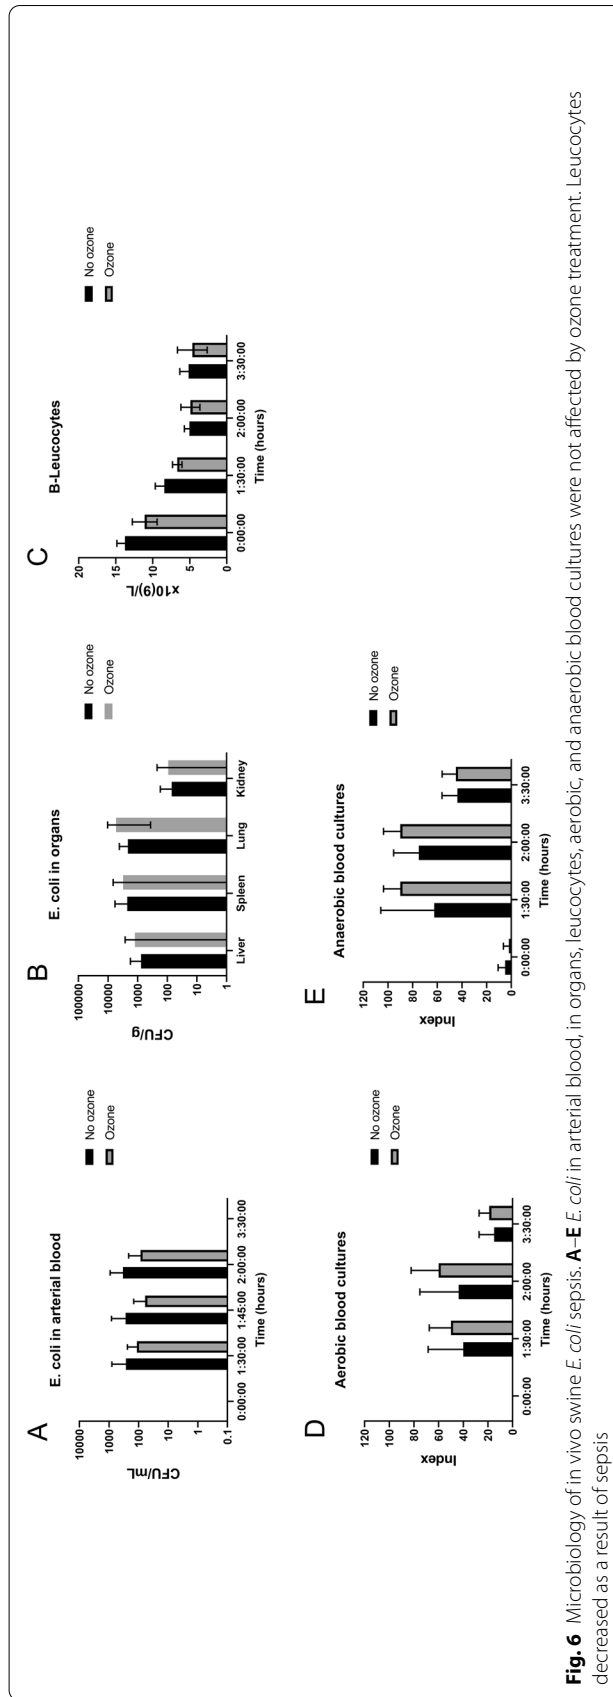 A
E. coli in arterial blood
CFU/mL
10000
1000
100
10
1
0.1
0:00:00 1:30:00 1:45:00 2:00:00 3:30:00
Time (hours)
No ozone
Ozone
B
E. coli in organs
CFU/g
100000
10000
1000
100
10
1
Liver Spleen Lung Kidney
No ozone
Ozone
C
B-Leucocytes
x10(9)/L
20
15
10
5
0
0:00:00 1:30:00 2:00:00 3:30:00
Time (hours)
No ozone
Ozone
D
Aerobic blood cultures
Index
120
100
80
60
40
20
0
0:00:00 1:30:00 2:00:00 3:30:00
Time (hours)
No ozone
Ozone
E
Anaerobic blood cultures
Index
120
100
80
60
40
20
0
0:00:00 1:30:00 2:00:00 3:30:00
Time (hours)
No ozone
Ozone
Fig. 6 Microbiology of in vivo swine E. coli sepsis. A–E E. coli in arterial blood, in organs, leucocytes, aerobic, and anaerobic blood cultures were not affected by ozone treatment. Leucocytes
decreased as a result of sepsis